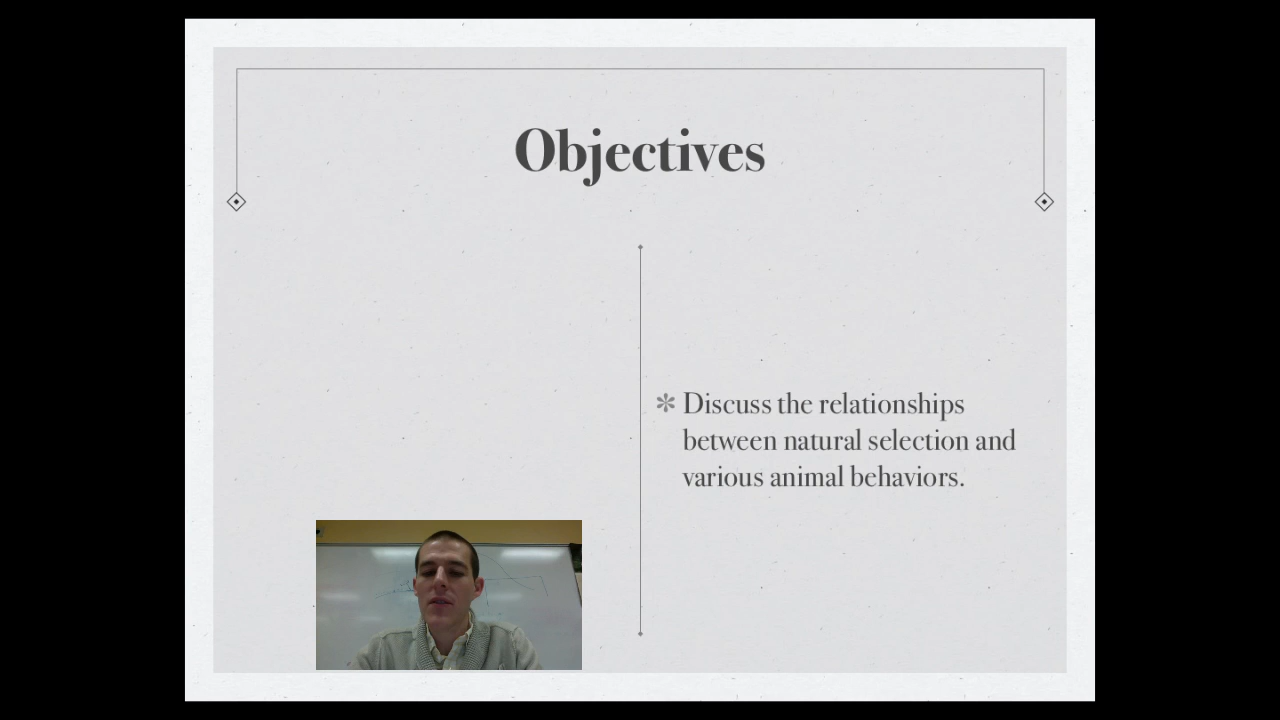 Objectives
✻ Discuss the relationships
between natural selection and
various animal behaviors.